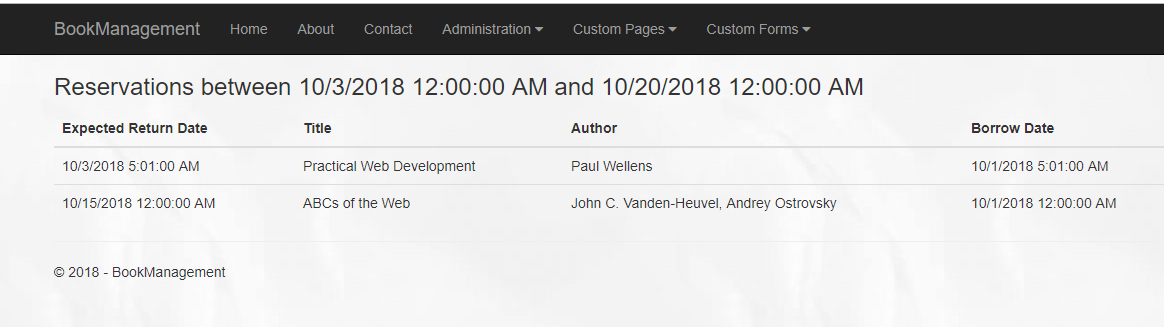 BookManagement Home About Contact Administration Custom Pages Custom Forms
Reservations between 10/3/2018 12:00:00 AM and 10/20/2018 12:00:00 AM
Expected Return Date Title Author Borrow Date
10/3/2018 5:01:00 AM Practical Web Development Paul Wellens 10/1/2018 5:01:00 AM
10/15/2018 12:00:00 AM ABCs of the Web John C. Vanden-Heuvel, Andrey Ostrovsky 10/1/2018 12:00:00 AM
© 2018 - BookManagement